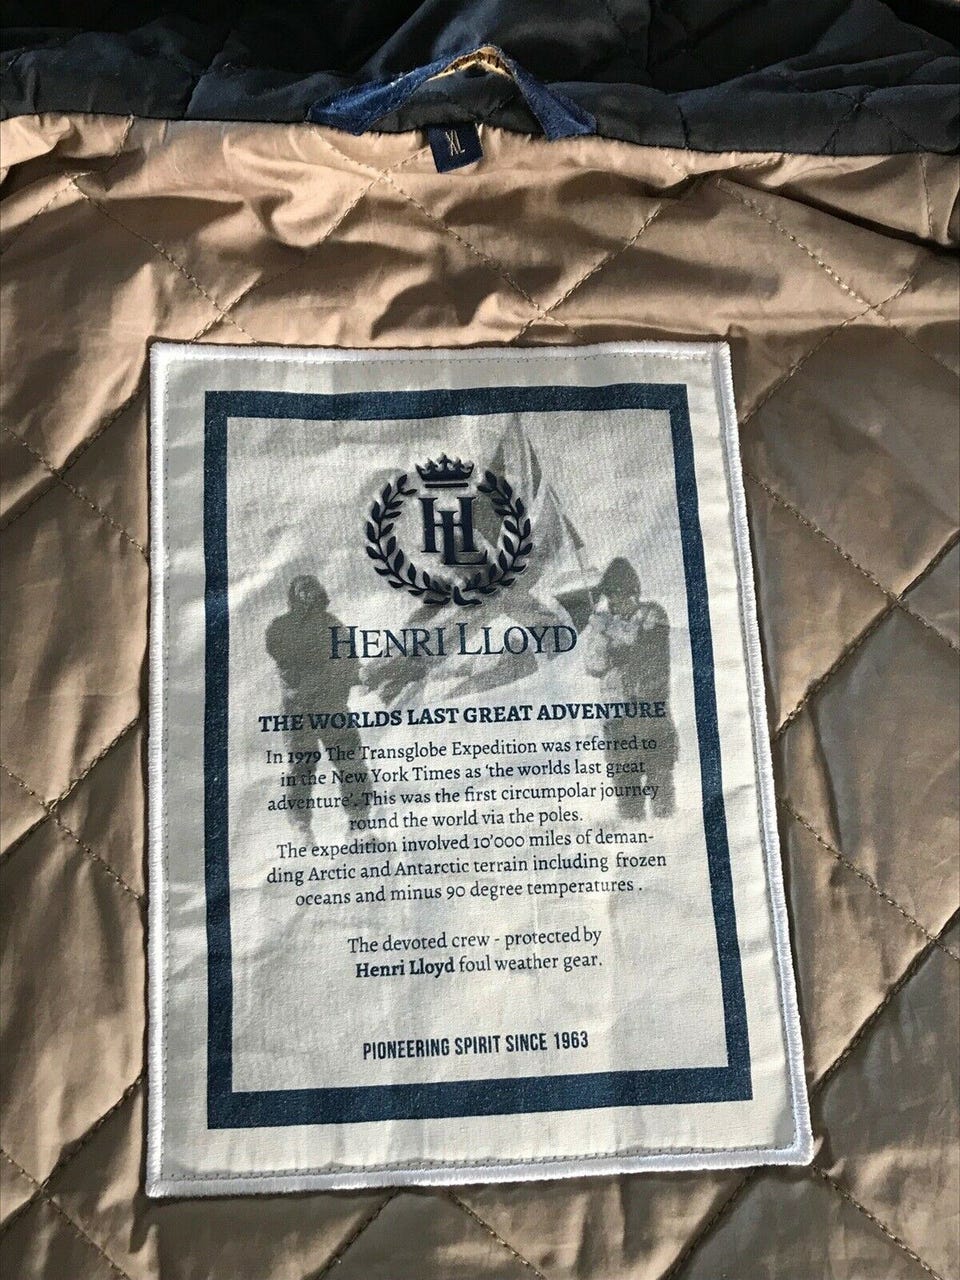 XL
HL
HENRI LLOYD
THE WORLDS LAST GREAT ADVENTURE
In 1979 The Transglobe Expedition was referred to
in the New York Times as 'the worlds last great
adventure'. This was the first circumpolar journey
round the world via the poles.
The expedition involved 10'000 miles of deman-
ding Arctic and Antarctic terrain including frozen
oceans and minus 90 degree temperatures .
The devoted crew - protected by
Henri Lloyd foul weather gear.
PIONEERING SPIRIT SINCE 1963